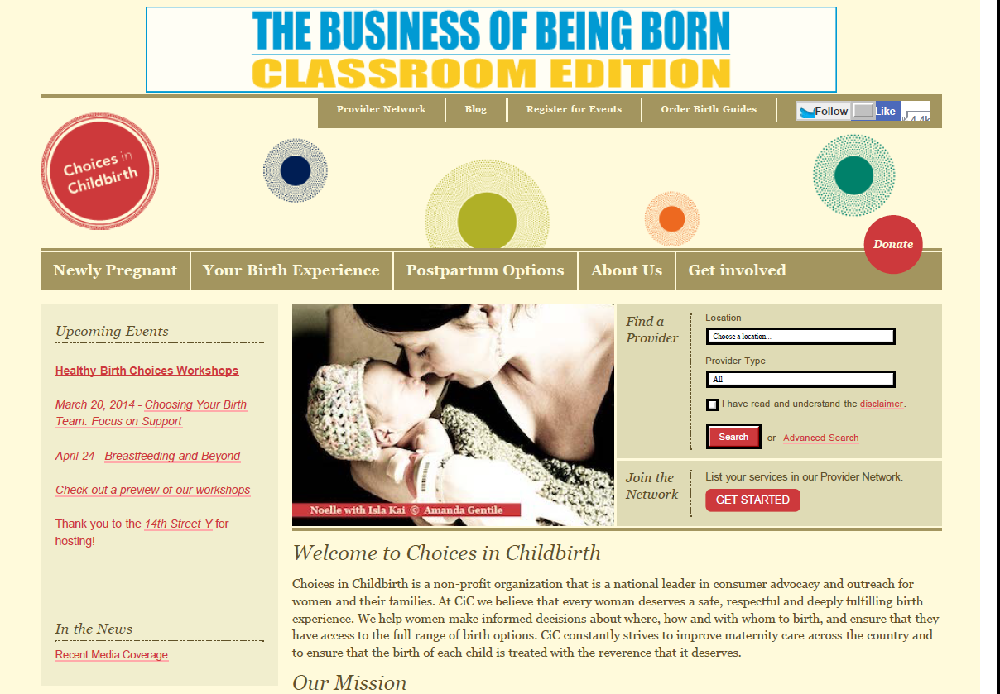 THE BUSINESS OF BEING BORN
CLASSROOM EDITION
Provider Network
Blog
Register for Events
Order Birth Guides
Follow
Like
Choices in
Childbirth
Donate
Newly Pregnant
Your Birth Experience
Postpartum Options
About Us
Get involved
Upcoming Events
Healthy Birth Choices Workshops
March 20, 2014 - Choosing Your Birth
Team: Focus on Support
April 24 - Breastfeeding and Beyond
Check out a preview of our workshops
Thank you to the 14th Street Y for
hosting!
In the News
Recent Media Coverage.
Noelle with Isla Kai © Amanda Gentile
Find a
Provider
Location
Choose a location...
Provider Type
All
I have read and understand the disclaimer.
Search or Advanced Search
Join the
Network
List your services in our Provider Network.
GET STARTED
Welcome to Choices in Childbirth
Choices in Childbirth is a non-profit organization that is a national leader in consumer advocacy and outreach for
women and their families. At CiC we believe that every woman deserves a safe, respectful and deeply fulfilling birth
experience. We help women make informed decisions about where, how and with whom to birth, and ensure that they
have access to the full range of birth options. CiC constantly strives to improve maternity care across the country and
to ensure that the birth of each child is treated with the reverence that it deserves.
Our Mission